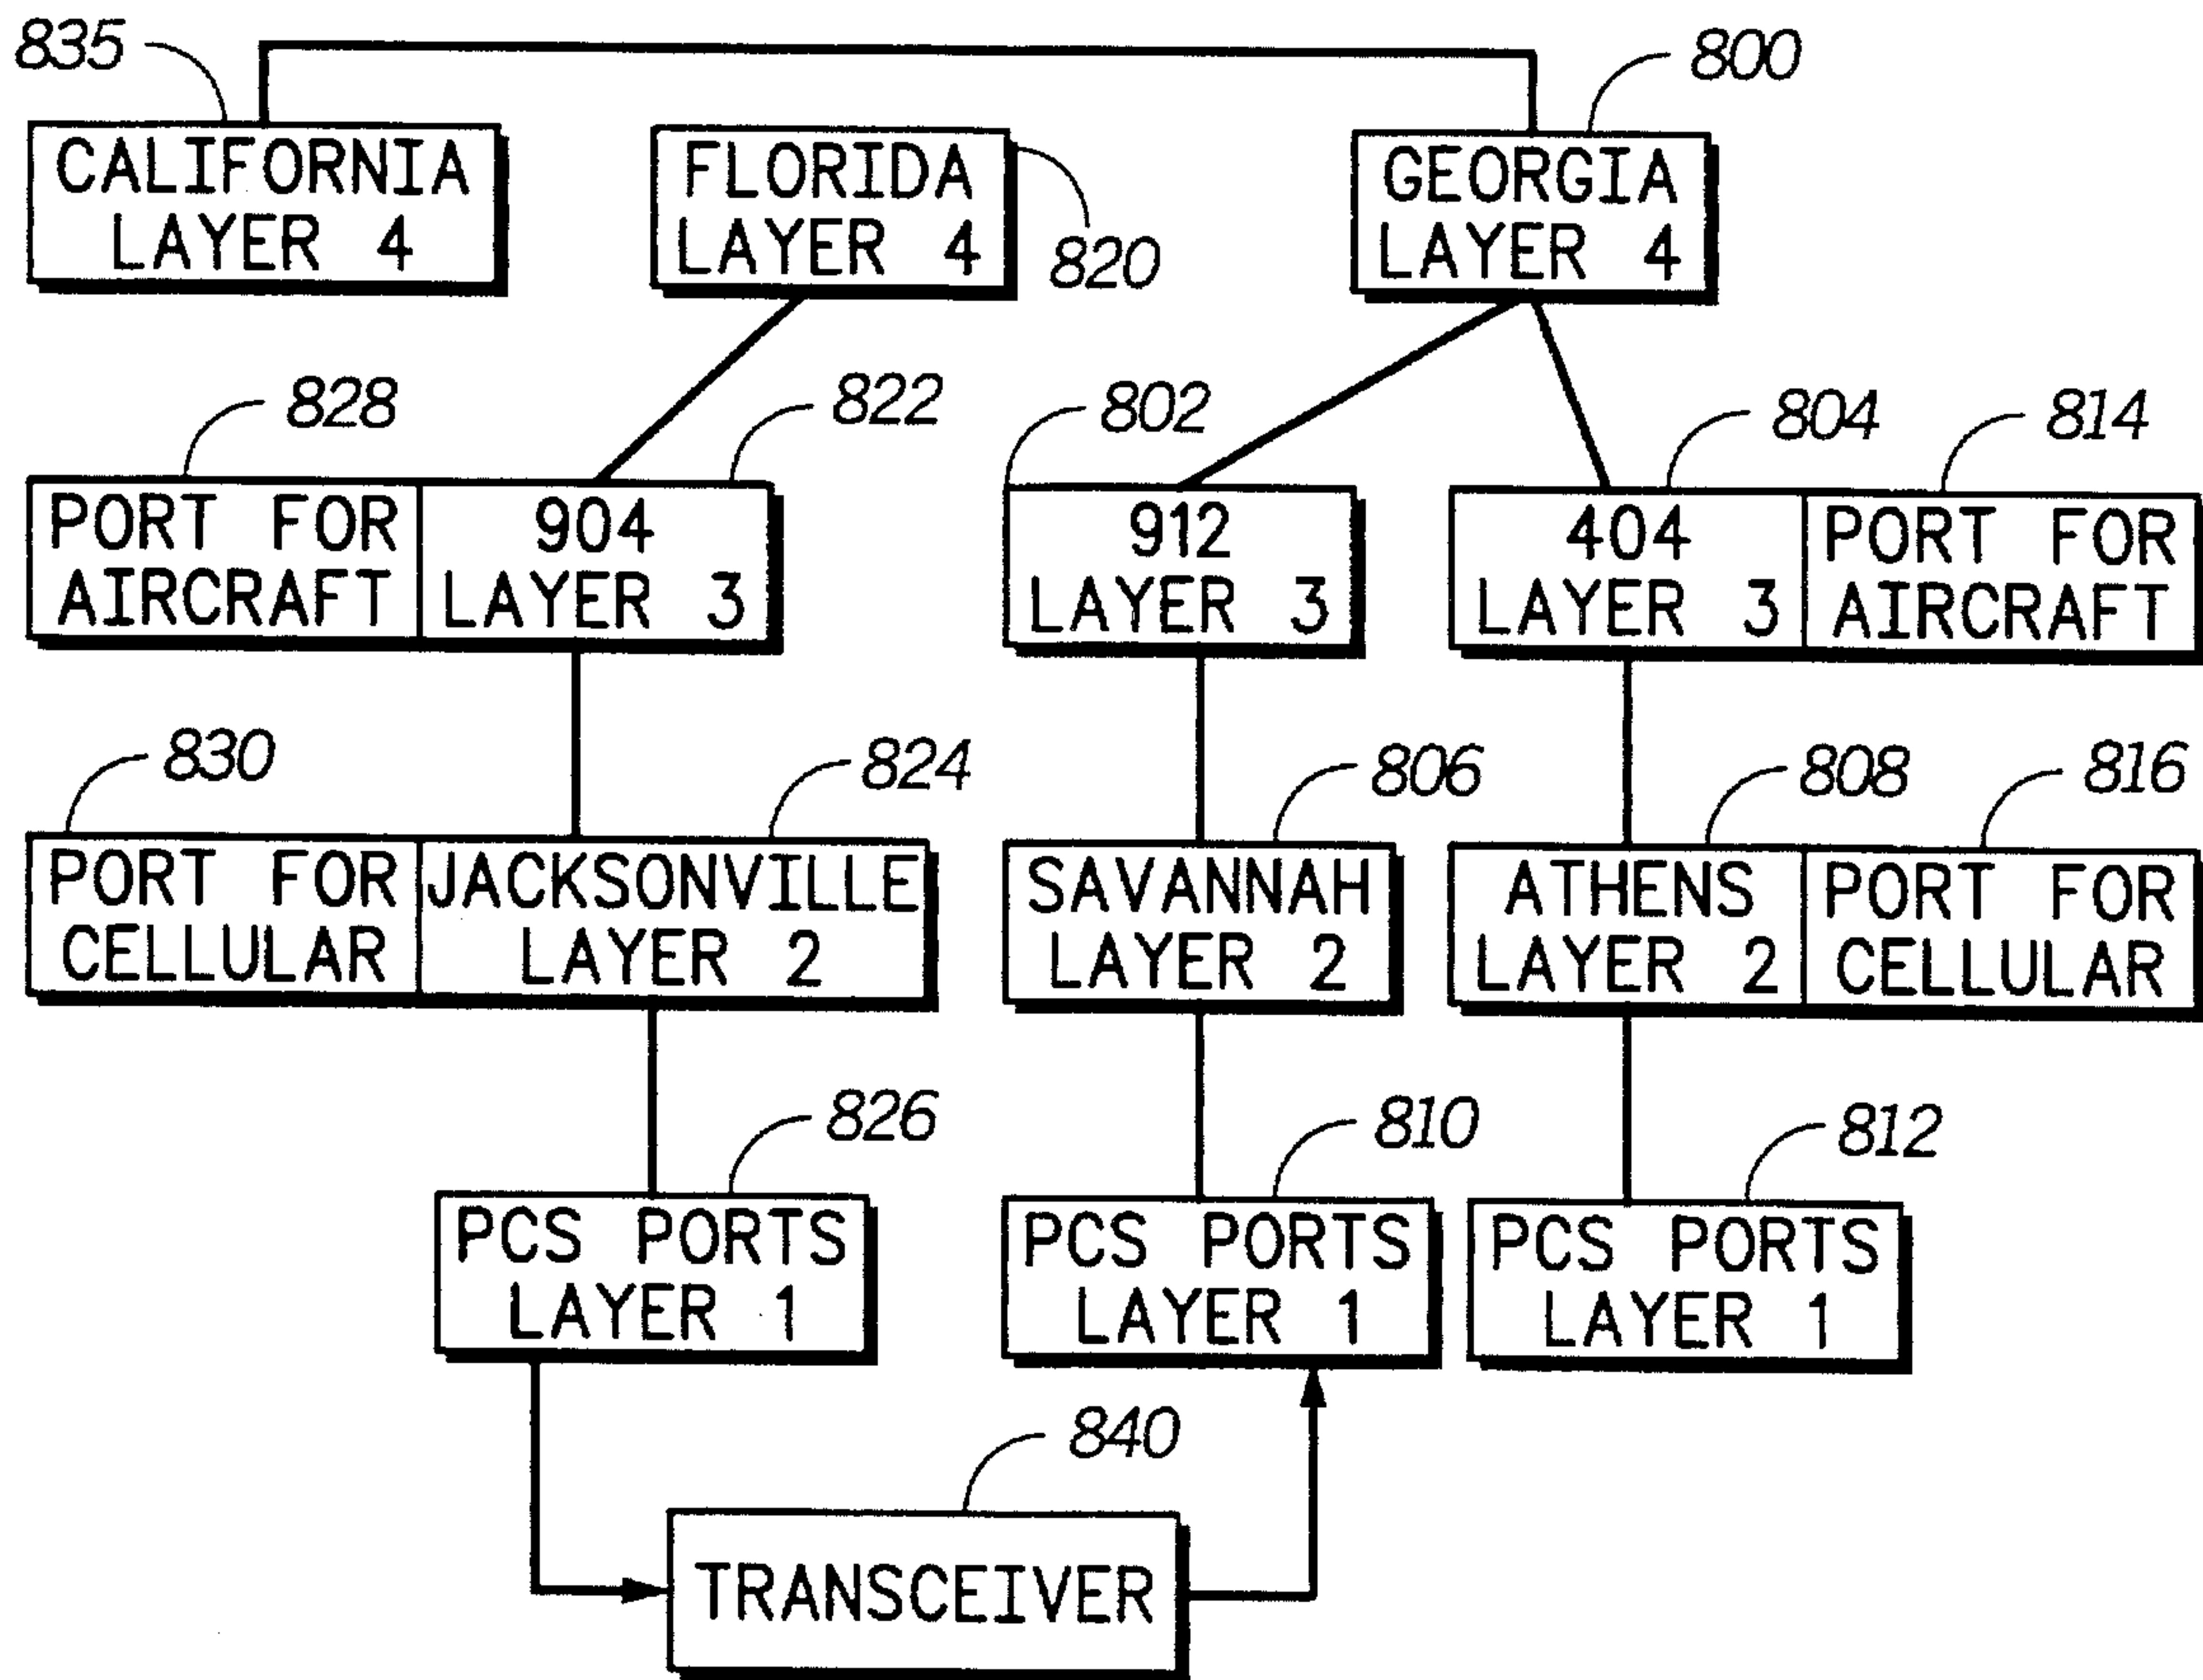 835
800
CALIFORNIA
LAYER 4
FLORIDA
LAYER 4
820
GEORGIA
LAYER 4
828
822
802
804
814
PORT FOR
AIRCRAFT
904
LAYER 3
912
LAYER 3
404
LAYER 3
PORT FOR
AIRCRAFT
830
824
806
808
816
PORT FOR
CELLULAR
JACKSONVILLE
LAYER 2
SAVANNAH
LAYER 2
ATHENS
LAYER 2
PORT FOR
CELLULAR
826
810
812
PCS PORTS
LAYER 1
PCS PORTS
LAYER 1
PCS PORTS
LAYER 1
840
TRANSCEIVER